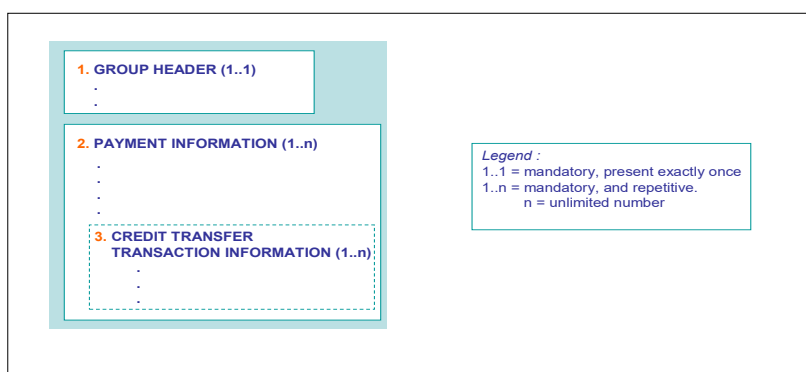 1. GROUP HEADER (1..1)
.
.
2. PAYMENT INFORMATION (1..n)
.
.
.
.
3. CREDIT TRANSFER
TRANSACTION INFORMATION (1..n)
.
.
.
Legend :
1..1 = mandatory, present exactly once
1..n = mandatory, and repetitive.
n = unlimited number